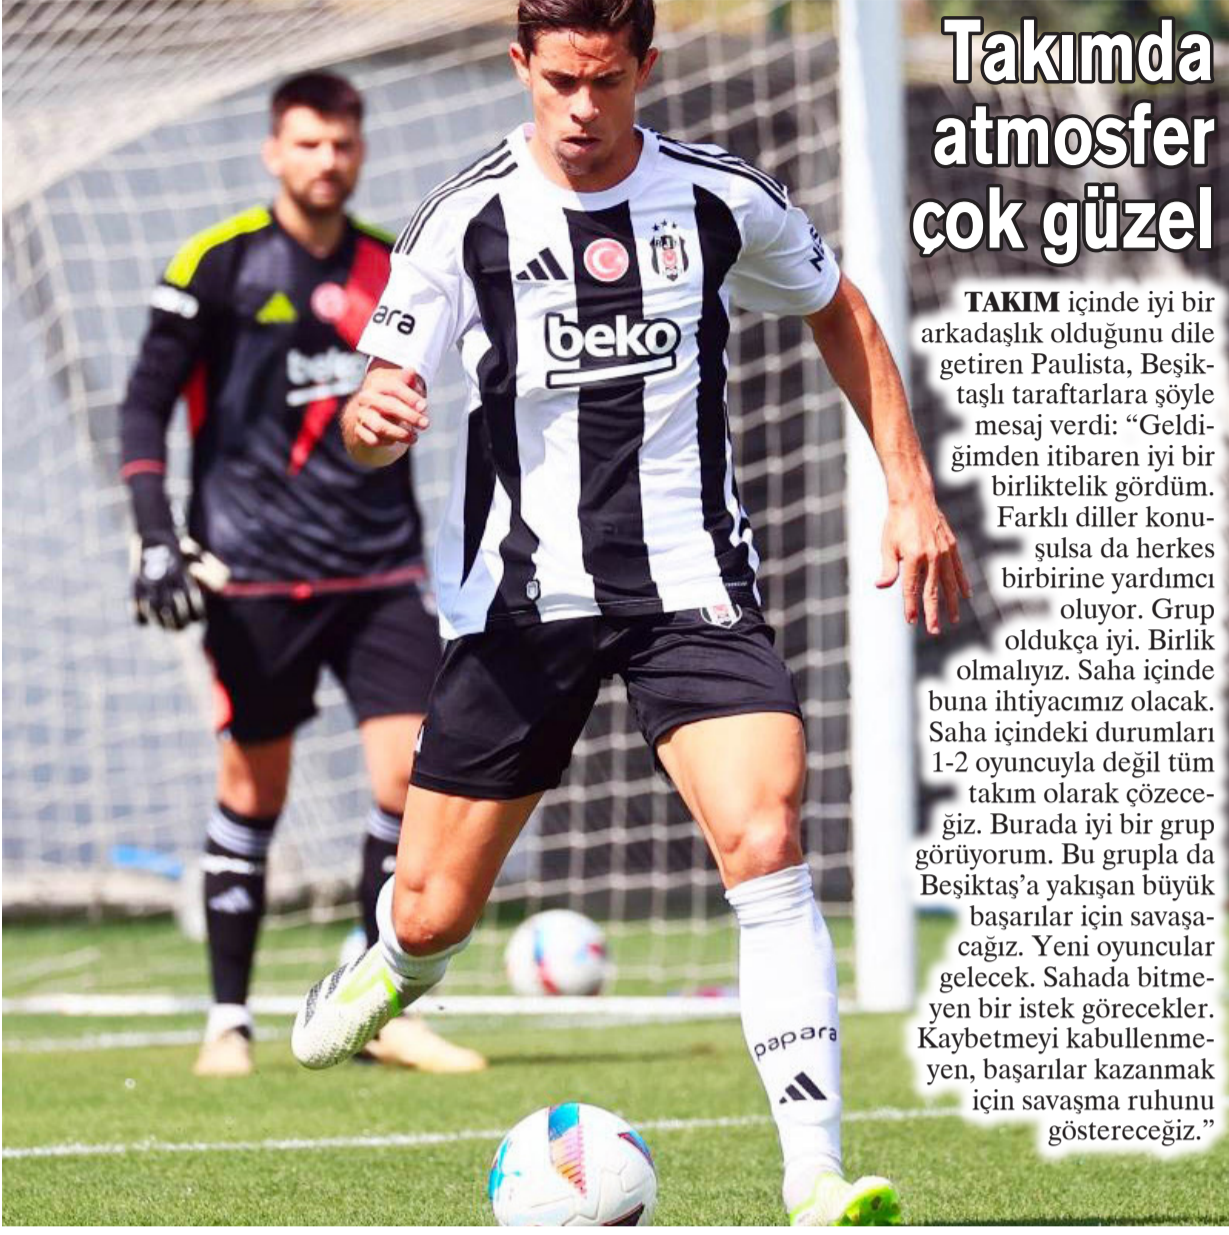 Takımda
atmosfer
çok güzel
TAKIM içinde iyi bir
arkadaşlık olduğunu dile
getiren Paulista, Beşik-
taşlı taraftarlara şöyle
mesaj verdi: “Geldi-
ğimden itibaren iyi bir
birliktelik gördüm.
Farklı diller konu-
şulsa da herkes
birbirine yardımcı
oluyor. Grup
oldukça iyi. Birlik
olmalıyız. Saha içinde
buna ihtiyacımız olacak.
Saha içindeki durumları
1-2 oyuncuyla değil tüm
takım olarak çözece-
ğiz. Burada iyi bir grup
görüyorum. Bu grupla da
Beşiktaş’a yakışan büyük
başarılar için savaşa-
cağız. Yeni oyuncular
gelecek. Sahada bitme-
yen bir istek görecekler.
Kaybetmeyi kabullenme-
yen, başarılar kazanmak
için savaşma ruhunu
göstereceğiz.”
ara
beko
beko
papara